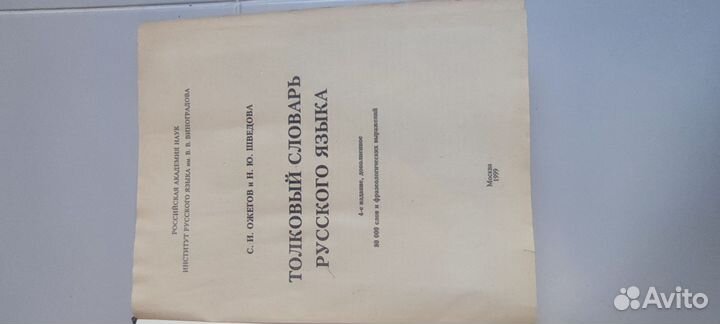 РОССИЙСКАЯ АКАДЕМИЯ НАУК
ИНСТИТУТ РУССКОГО ЯЗЫКА им. В. В. ВИНОГРАДОВА
С. И. ОЖЕГОВ и Н. Ю. ШВЕДОВА
ТОЛКОВЫЙ СЛОВАРЬ
РУССКОГО ЯЗЫКА
4-е издание, дополненное
80 000 слов и фразеологических выражений
Москва
1999
Avito